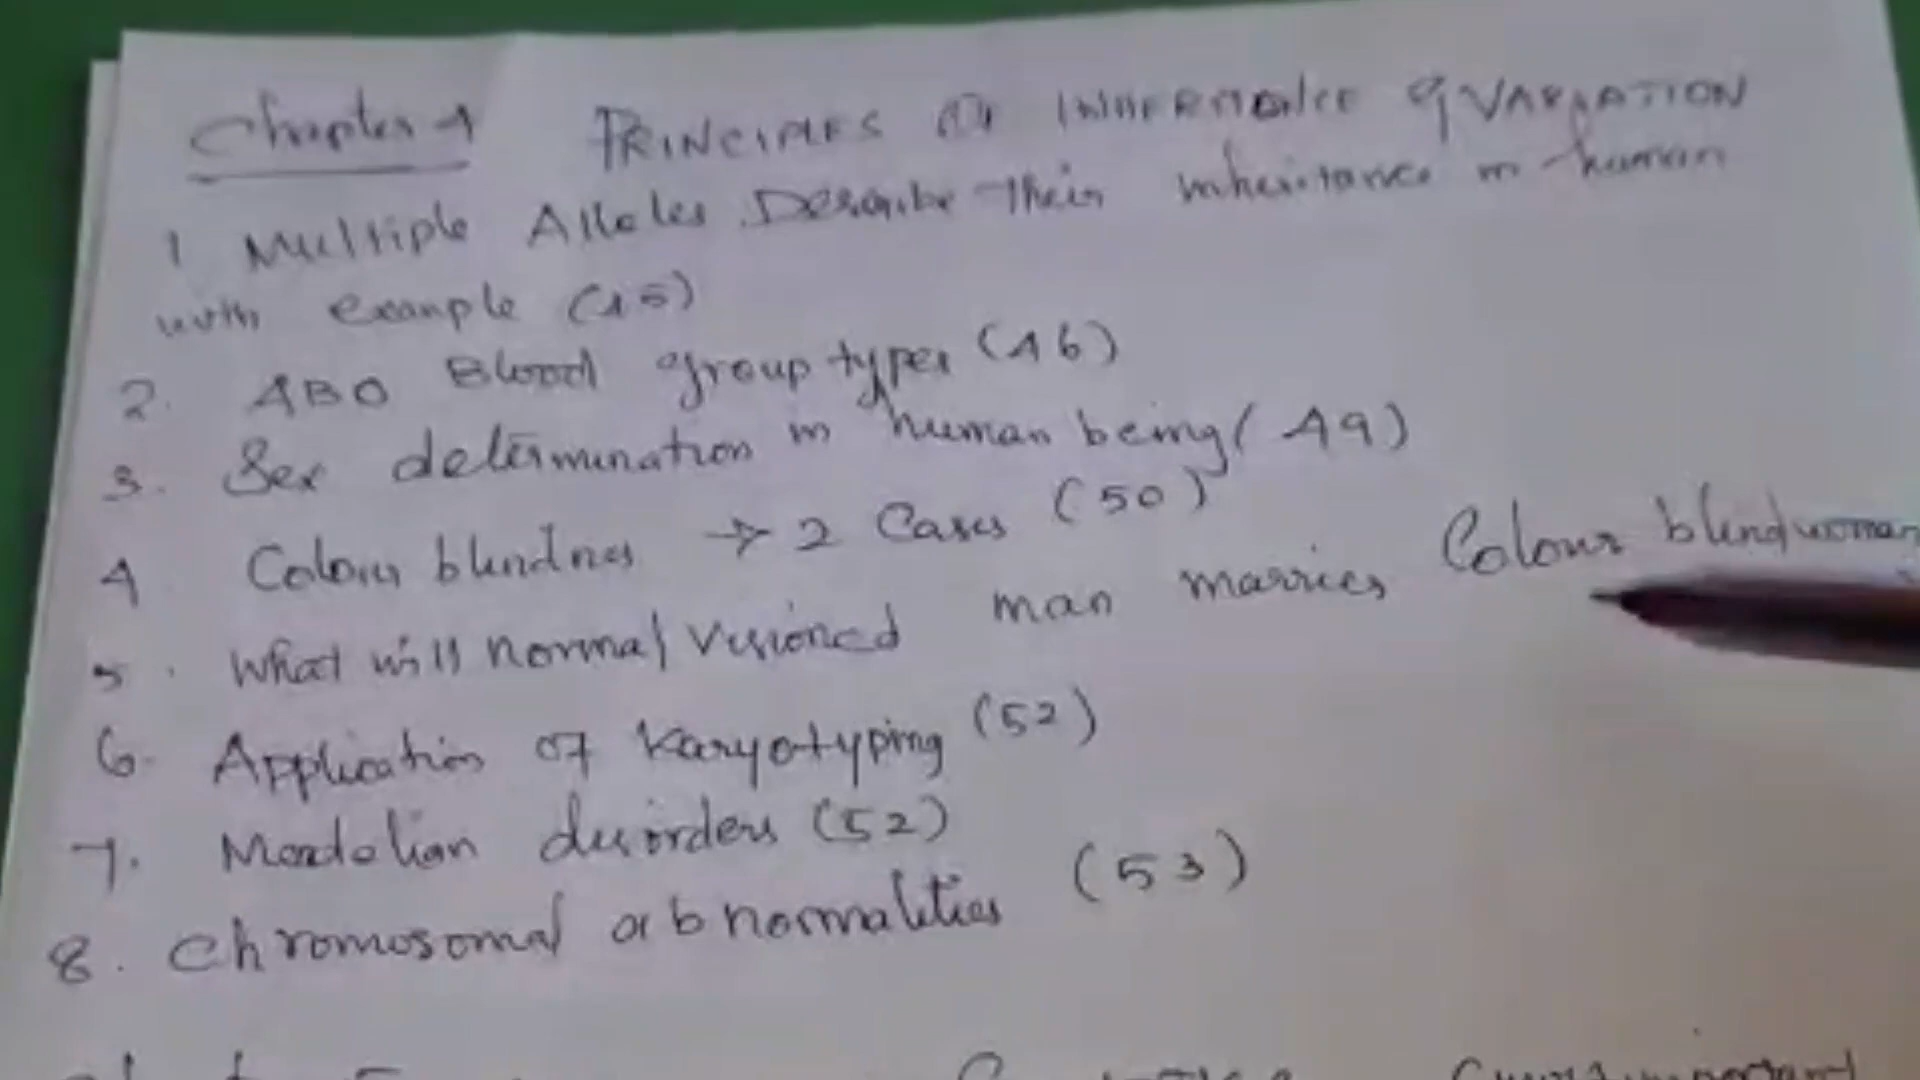 Chapter 4 PRINCIPLES OF INHERITANCE & VARIATION
1 Multiple Alleles. Describe their inheritance in human
with example (45)
2. ABO Blood group types (46)
3. Sex determination in human being (49)
4. Colour blindnes → 2 Cases (50)
5. What will normal visioned man marries Colour blind woman
6. Application of Karyotyping (52)
7. Mendelian disorders (52)
8. Chromosomal abnormalities (53)